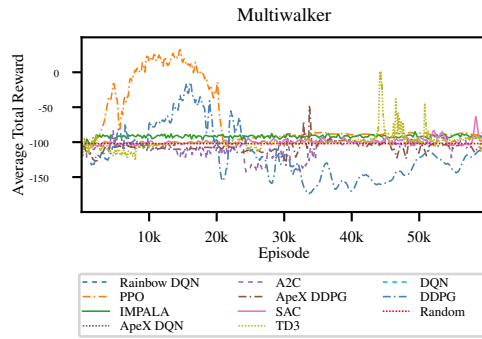 Multiwalker
Average Total Reward
0
-50
-100
-150
10k 20k 30k 40k 50k
Episode
Rainbow DQN A2C DQN
PPO ApeX DDPG DDPG
IMPALA SAC Random
ApeX DQN TD3